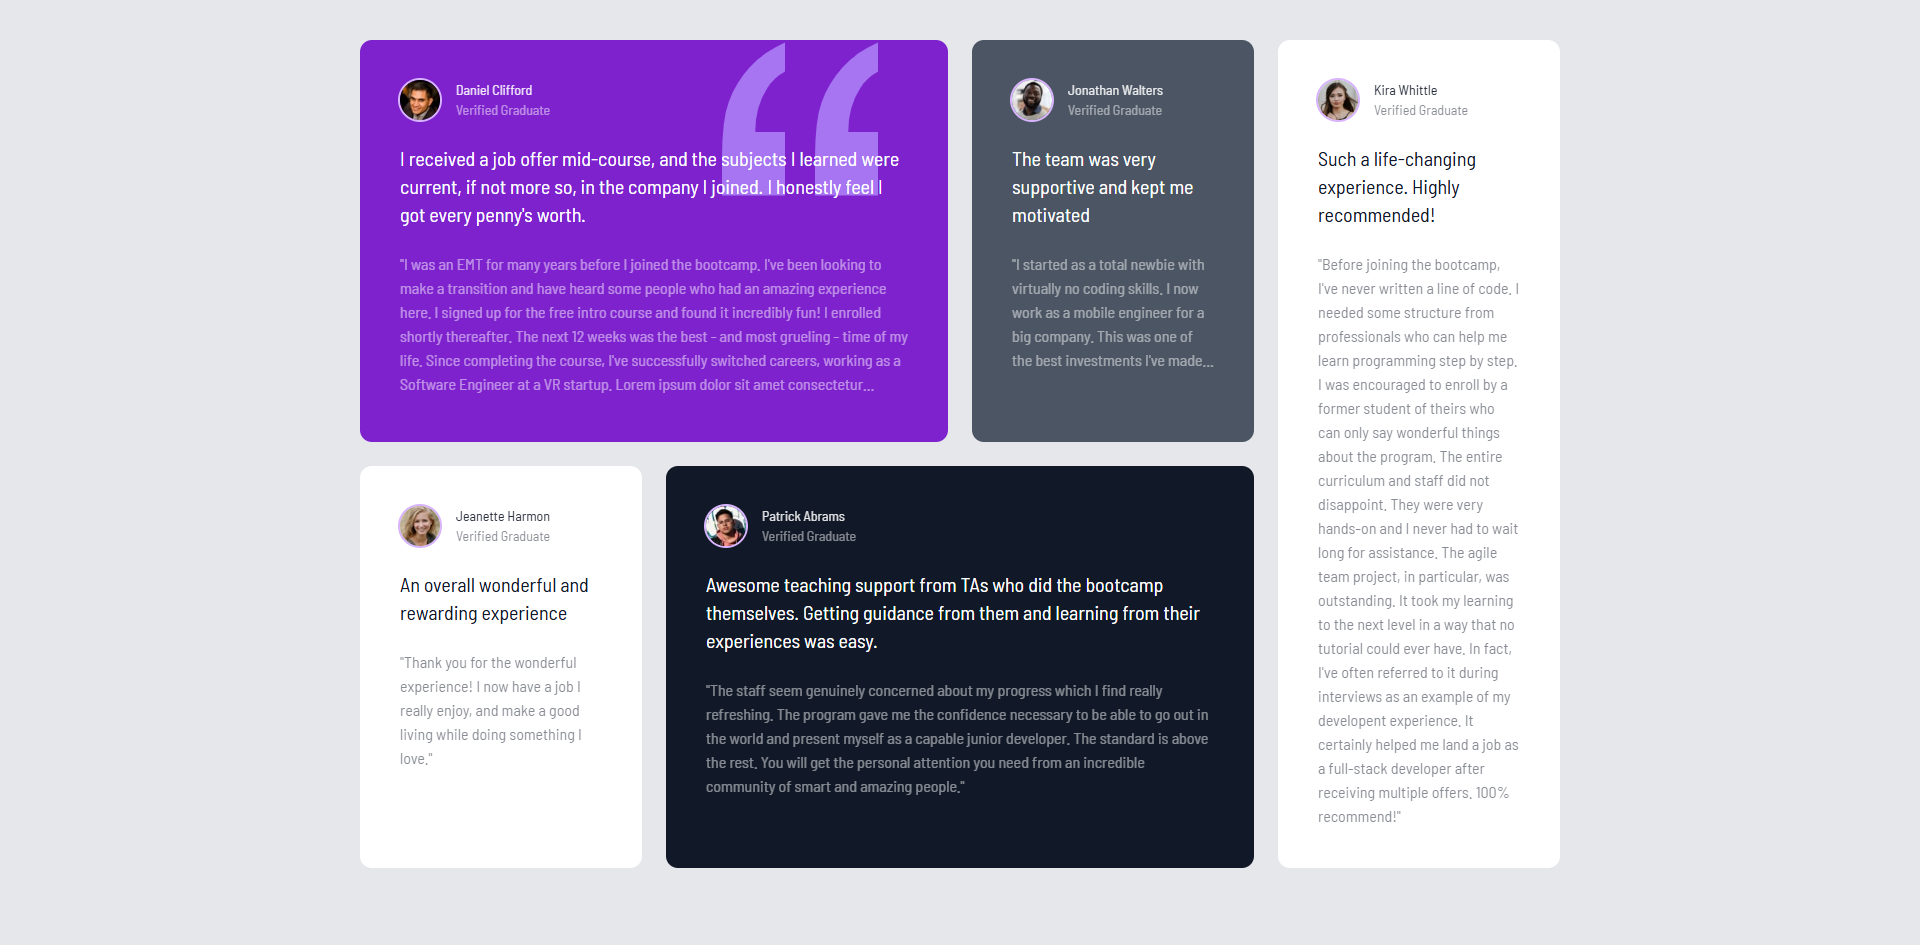 Daniel Clifford
Verified Graduate
I received a job offer mid-course, and the subjects I learned were
current, if not more so, in the company I joined. I honestly feel I
got every penny's worth.
"I was an EMT for many years before I joined the bootcamp. I've been looking to
make a transition and have heard some people who had an amazing experience
here. I signed up for the free intro course and found it incredibly fun! I enrolled
shortly thereafter. The next 12 weeks was the best - and most grueling - time of my
life. Since completing the course, I've successfully switched careers, working as a
Software Engineer at a VR startup. Lorem ipsum dolor sit amet consectetur...
Jonathan Walters
Verified Graduate
The team was very
supportive and kept me
motivated
"I started as a total newbie with
virtually no coding skills. I now
work as a mobile engineer for a
big company. This was one of
the best investments I've made...
Kira Whittle
Verified Graduate
Such a life-changing
experience. Highly
recommended!
"Before joining the bootcamp,
I've never written a line of code. I
needed some structure from
professionals who can help me
learn programming step by step.
I was encouraged to enroll by a
former student of theirs who
can only say wonderful things
about the program. The entire
curriculum and staff did not
disappoint. They were very
hands-on and I never had to wait
long for assistance. The agile
team project, in particular, was
outstanding. It took my learning
to the next level in a way that no
tutorial could ever have. In fact,
I've often referred to it during
interviews as an example of my
developent experience. It
certainly helped me land a job as
a full-stack developer after
receiving multiple offers. 100%
recommend!"
Jeanette Harmon
Verified Graduate
An overall wonderful and
rewarding experience
"Thank you for the wonderful
experience! I now have a job I
really enjoy, and make a good
living while doing something I
love."
Patrick Abrams
Verified Graduate
Awesome teaching support from TAs who did the bootcamp
themselves. Getting guidance from them and learning from their
experiences was easy.
"The staff seem genuinely concerned about my progress which I find really
refreshing. The program gave me the confidence necessary to be able to go out in
the world and present myself as a capable junior developer. The standard is above
the rest. You will get the personal attention you need from an incredible
community of smart and amazing people."